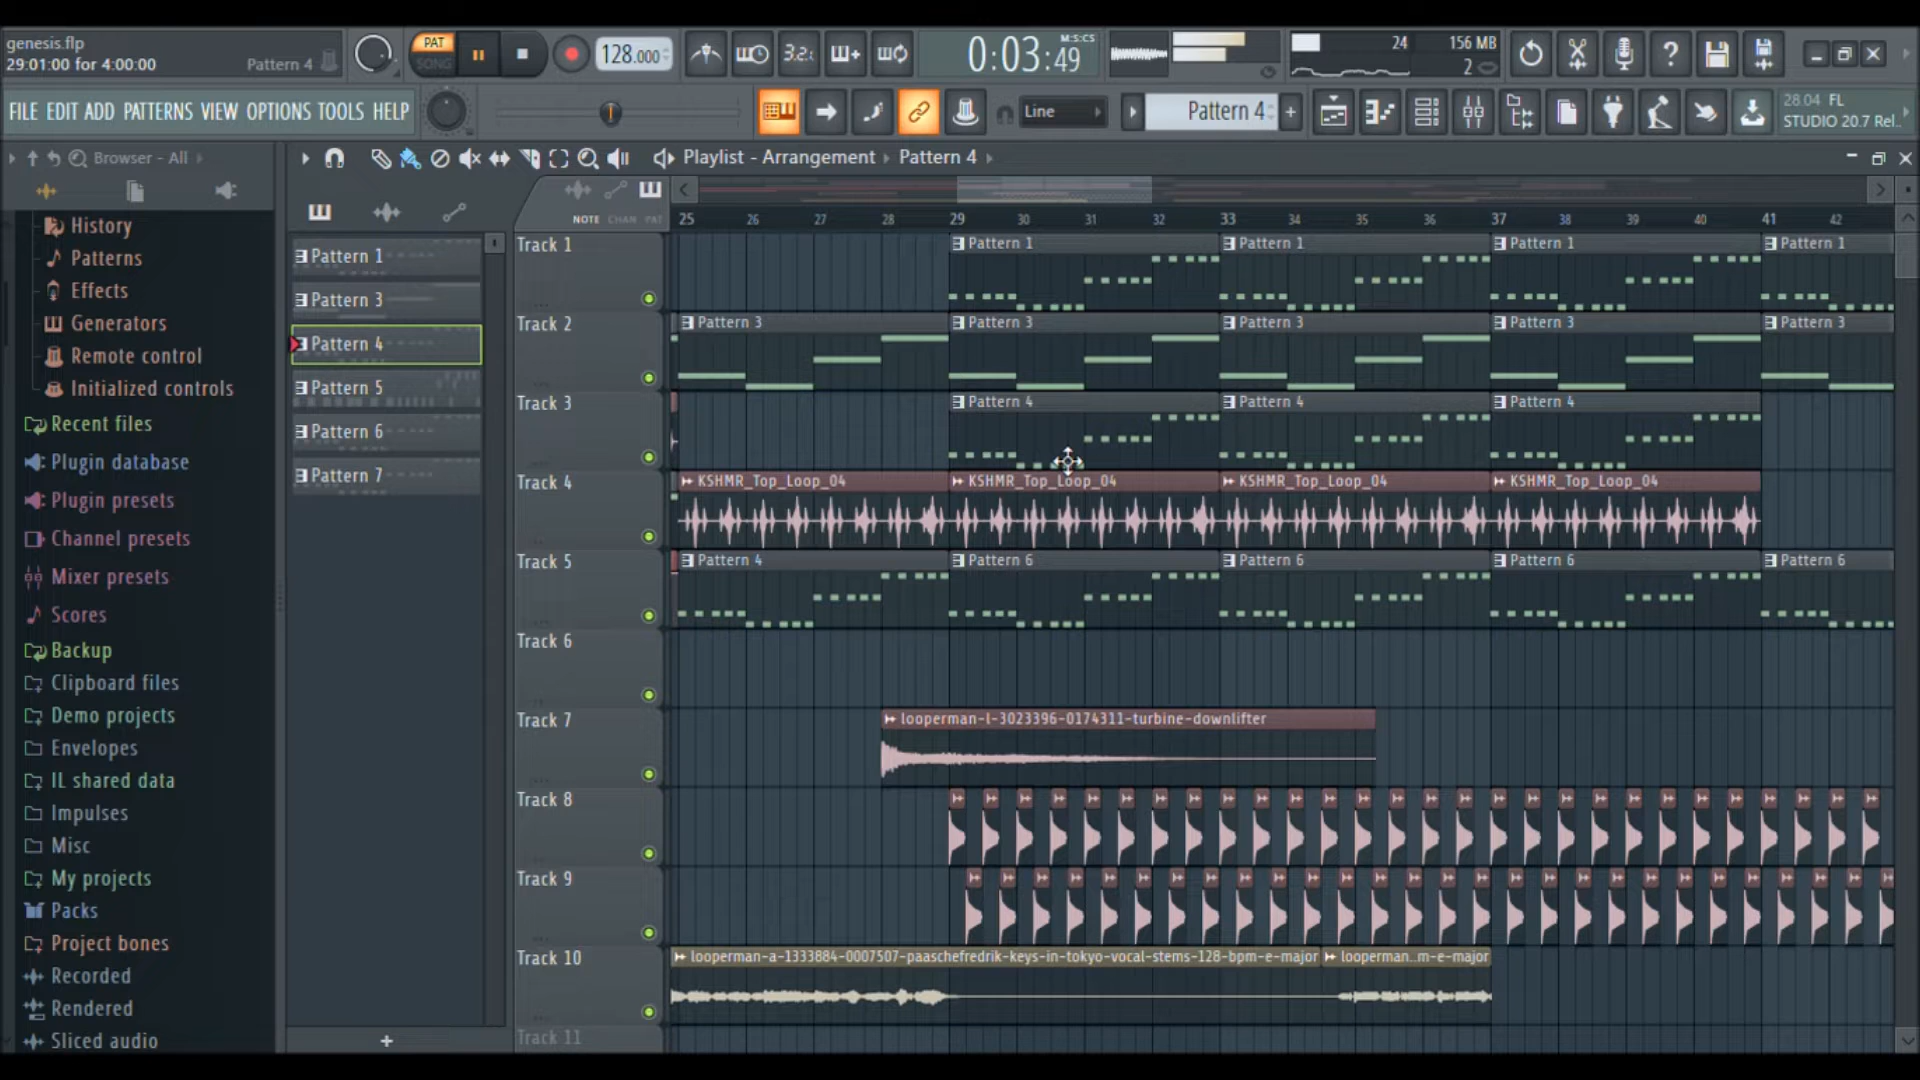 genesis.flp
29:01:00 for 4:00:00
Pattern 4
PAT
SONG
128.000
3.2.
0:03:49
M:S:CS
24
156 MB
2
?
FILE EDIT ADD PATTERNS VIEW OPTIONS TOOLS HELP
Line
Pattern 4
+
28.04 FL
STUDIO 20.7 Rel..
Browser - All
Playlist - Arrangement
Pattern 4
NOTE CHAN PAT
25 26 27 28 29 30 31 32 33 34 35 36 37 38 39 40 41 42
History
Patterns
Effects
Generators
Remote control
Initialized controls
Recent files
Plugin database
Plugin presets
Channel presets
Mixer presets
Scores
Backup
Clipboard files
Demo projects
Envelopes
IL shared data
Impulses
Misc
My projects
Packs
Project bones
Recorded
Rendered
Sliced audio
Pattern 1
Pattern 3
Pattern 4
Pattern 5
Pattern 6
Pattern 7
+
Track 1
Pattern 1 Pattern 1 Pattern 1 Pattern 1
Track 2
Pattern 3 Pattern 3 Pattern 3 Pattern 3 Pattern 3
Track 3
Pattern 4 Pattern 4 Pattern 4
Track 4
KSHMR_Top_Loop_04 KSHMR_Top_Loop_04 KSHMR_Top_Loop_04 KSHMR_Top_Loop_04
Track 5
Pattern 4 Pattern 6 Pattern 6 Pattern 6 Pattern 6
Track 6
Track 7
looperman-l-3023396-0174311-turbine-downlifter
Track 8
Track 9
Track 10
looperman-a-1333884-0007507-paaschefredrik-keys-in-tokyo-vocal-stems-128-bpm-e-major looperman..m-e-major
Track 11